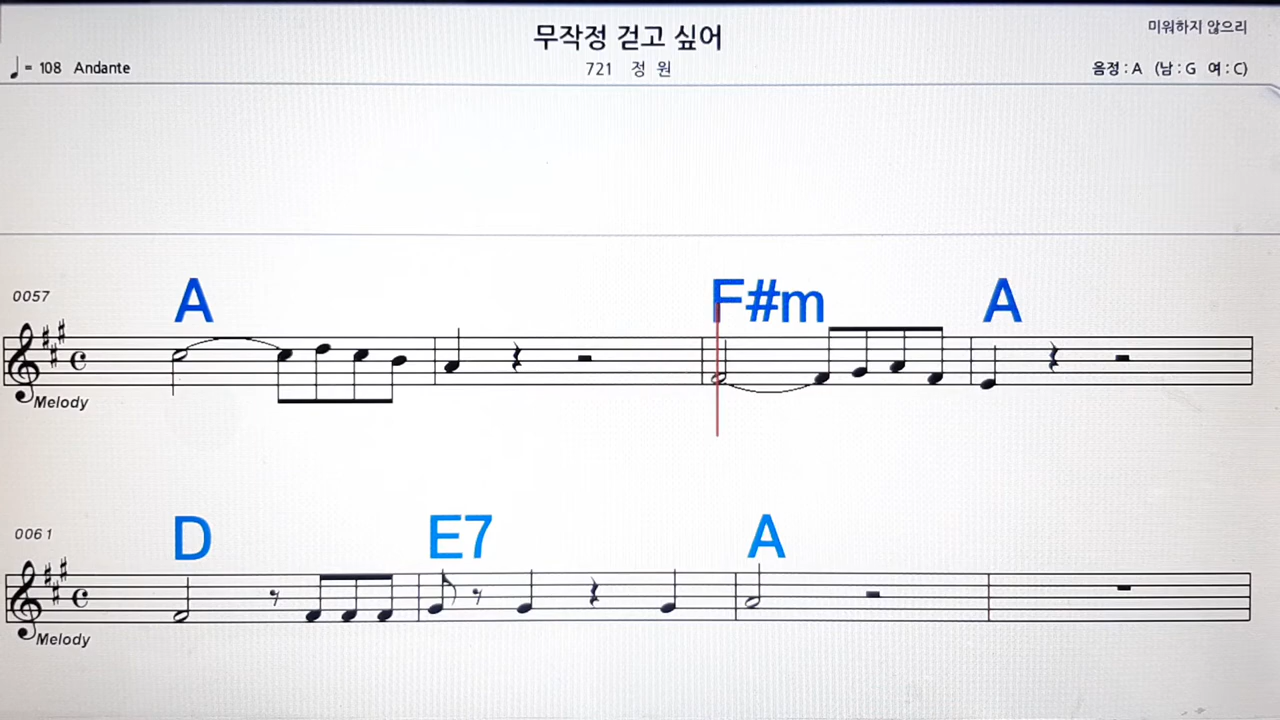 무작정 걷고 싶어
미워하지 않으리
♩= 108 Andante
721 정 원
음정 : A (남 : G 여 : C)
0057
A F#m A
Melody
0061
D E7 A
Melody